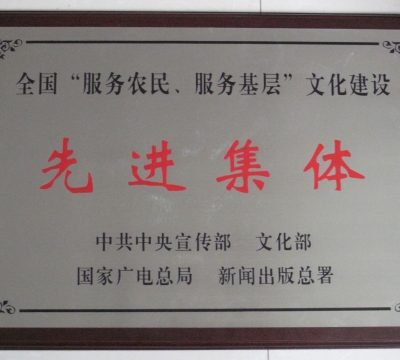 全国“服务农民、服务基层”文化建设
先进集体
中共中央宣传部 文化部
国家广电总局 新闻出版总署